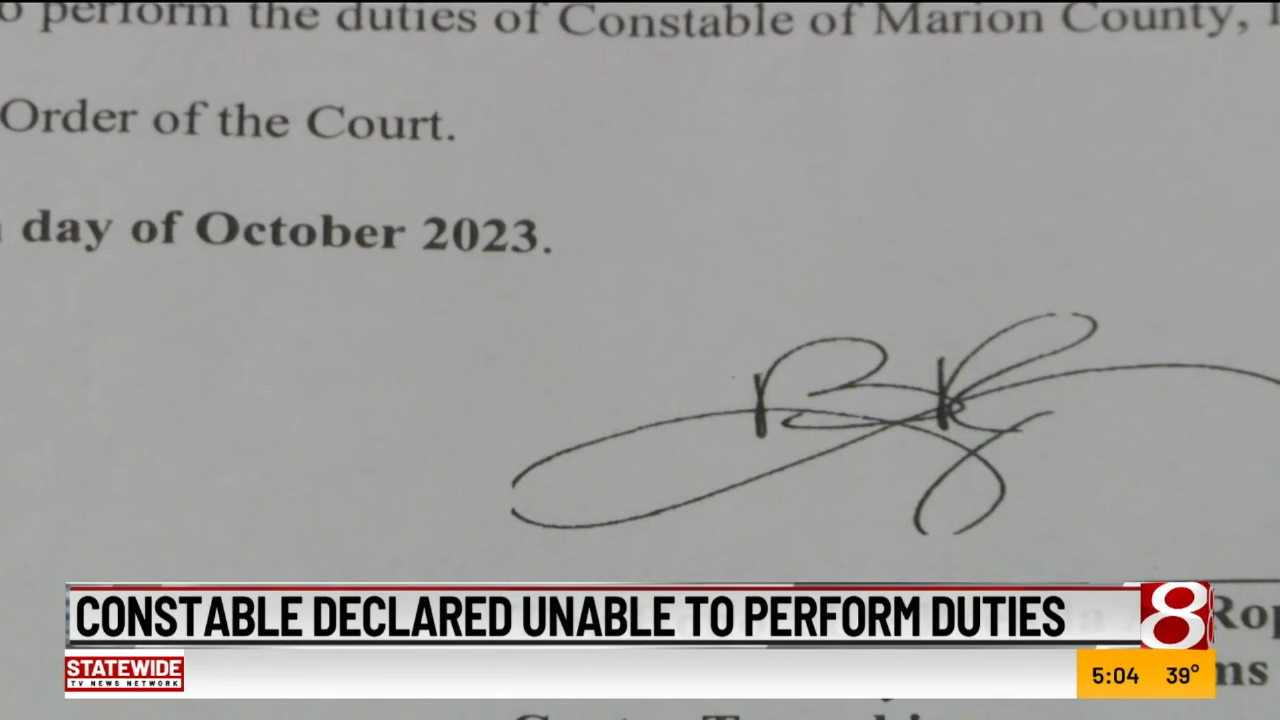 perform the duties of Constable of Marion County,
Order of the Court.
day of October 2023.
CONSTABLE DECLARED UNABLE TO PERFORM DUTIES
8
STATEWIDE
TV NEWS NETWORK
5:04 39°